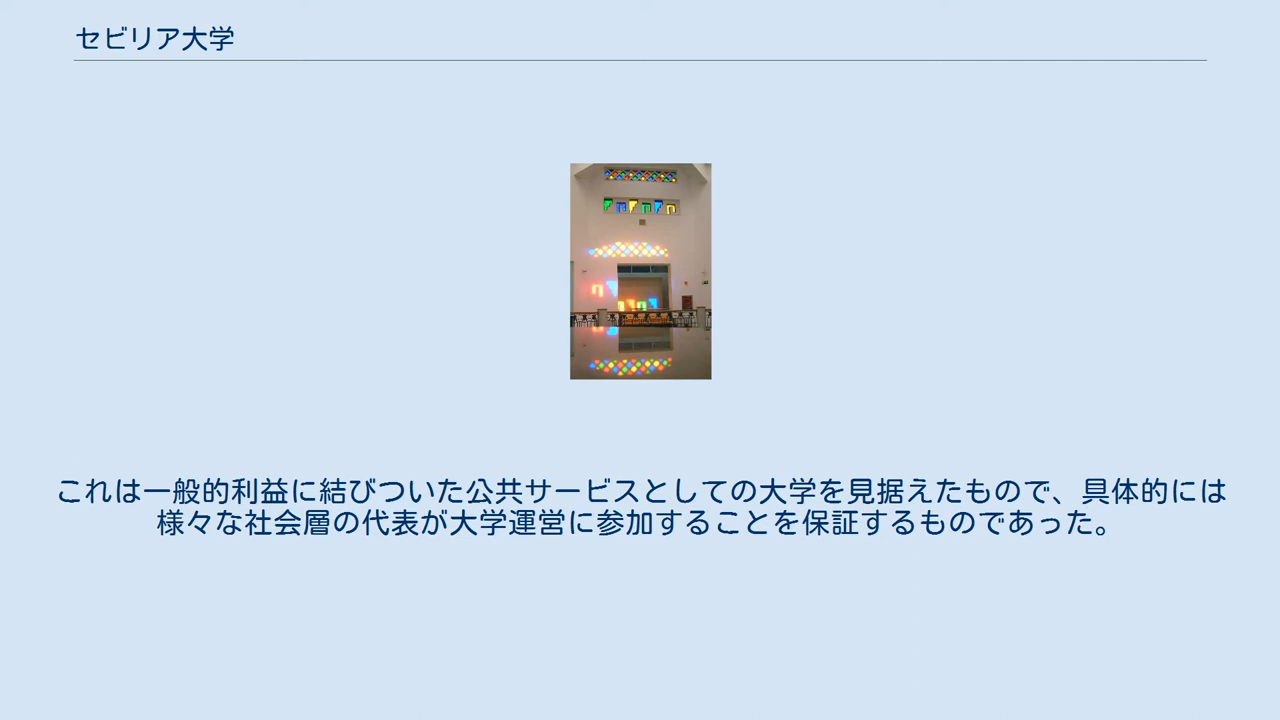 セビリア大学
これは一般的利益に結びついた公共サービスとしての大学を見据えたもので、具体的には
様々な社会層の代表が大学運営に参加することを保証するものであった。